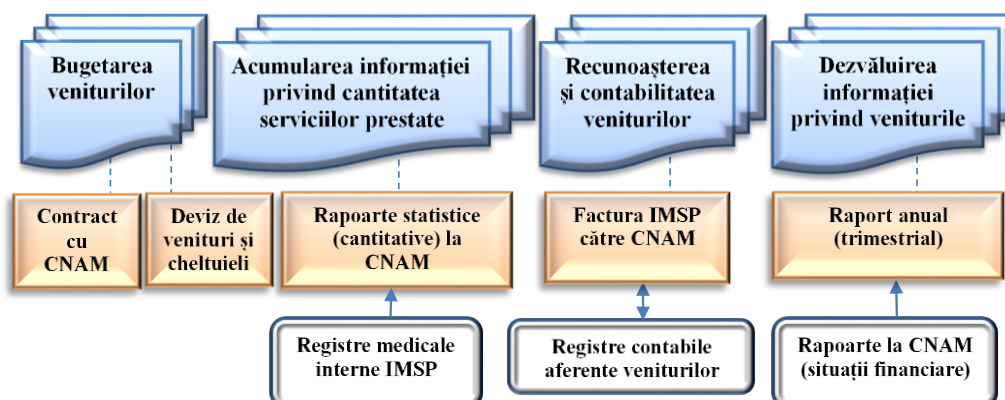 Bugetarea
veniturilor
Acumularea informației
privind cantitatea
serviciilor prestate
Recunoașterea
și contabilitatea
veniturilor
Dezvăluirea
informației
privind veniturile
Contract
cu
CNAM
Deviz de
venituri și
cheltuieli
Rapoarte statistice
(cantitative) la
CNAM
Factura IMSP
către CNAM
Raport anual
(trimestrial)
Registre medicale
interne IMSP
Registre contabile
aferente veniturilor
Rapoarte la CNAM
(situații financiare)